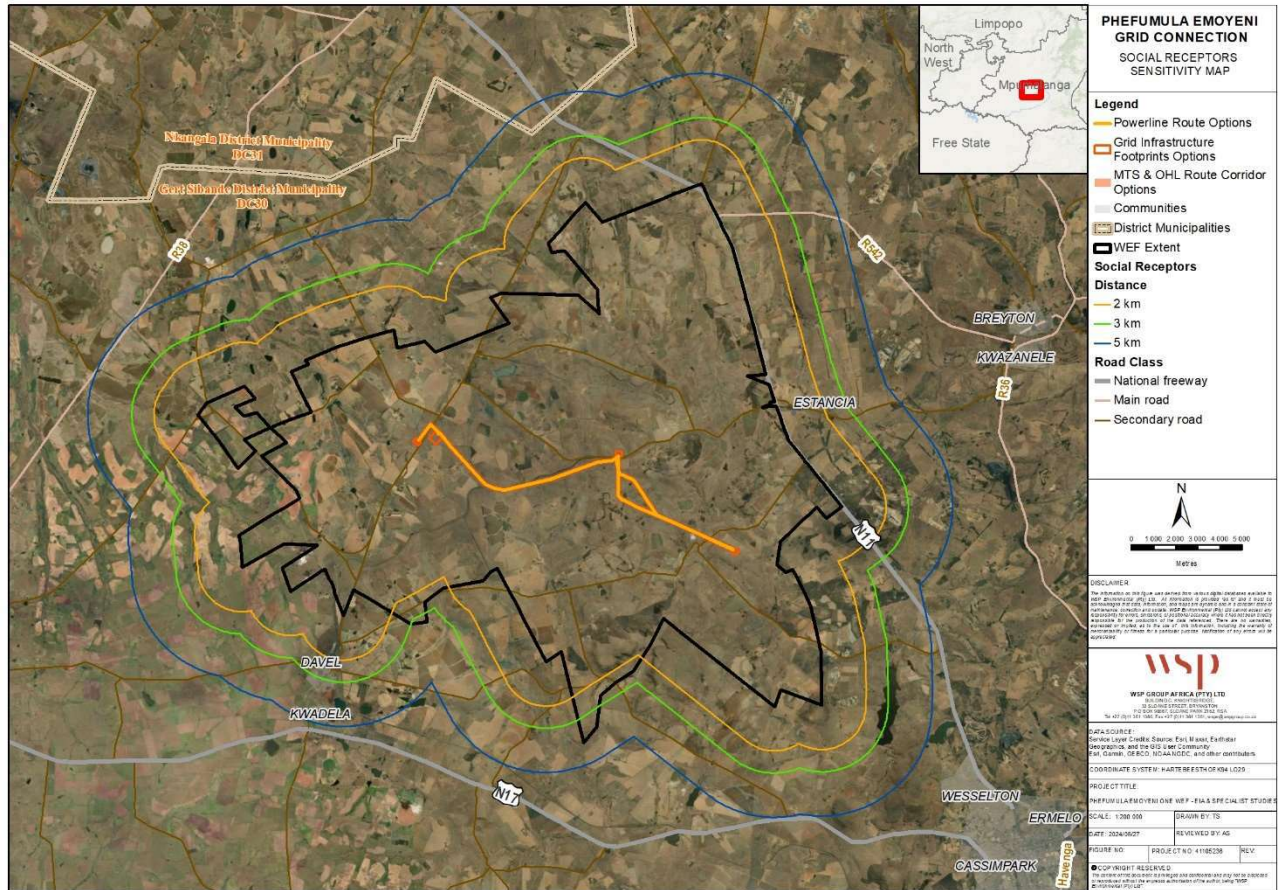 Nkangala District Municipality
DC31
Gert Sibande District Municipality
DC30
R38
R542
BREYTON
KWAZANELE
R36
ESTANCIA
N11
DAVEL
KWADELA
N17
WESSELTON
ERMELO
CASSIMPARK
Havenga
Limpopo
North
West
Mpumalanga
Free State
PHEFUMULA EMOYENI
GRID CONNECTION
SOCIAL RECEPTORS
SENSITIVITY MAP
Legend
Powerline Route Options
Grid Infrastructure
Footprints Options
MTS & OHL Route Corridor
Options
Communities
District Municipalities
WEF Extent
Social Receptors
Distance
2 km
3 km
5 km
Road Class
National freeway
Main road
Secondary road
N
0 1 000 2 000 3 000 4 000 5 000
Metres
DISCLAIMER
WSP
WSP GROUP AFRICA (PTY) LTD
DATA SOURCE:
Service Layer Credits: Source: Esri, Maxar, Earthstar
Geographics, and the GIS User Community
Esri, Garmin, GEBCO, NOAA NGDC, and other contributors
COORDINATE SYSTEM: HARTEBEESTHOEK94 LO29
PROJECT TITLE:
PHEFUMULA EMOYENI ONE WEF - EIA & SPECIALIST STUDIES
SCALE: 1:200 000
DRAWN BY: TS
DATE: 2024/06/27
REVIEWED BY: AS
FIGURE NO:
PROJECT NO: 41105236
REV:
© COPYRIGHT RESERVED